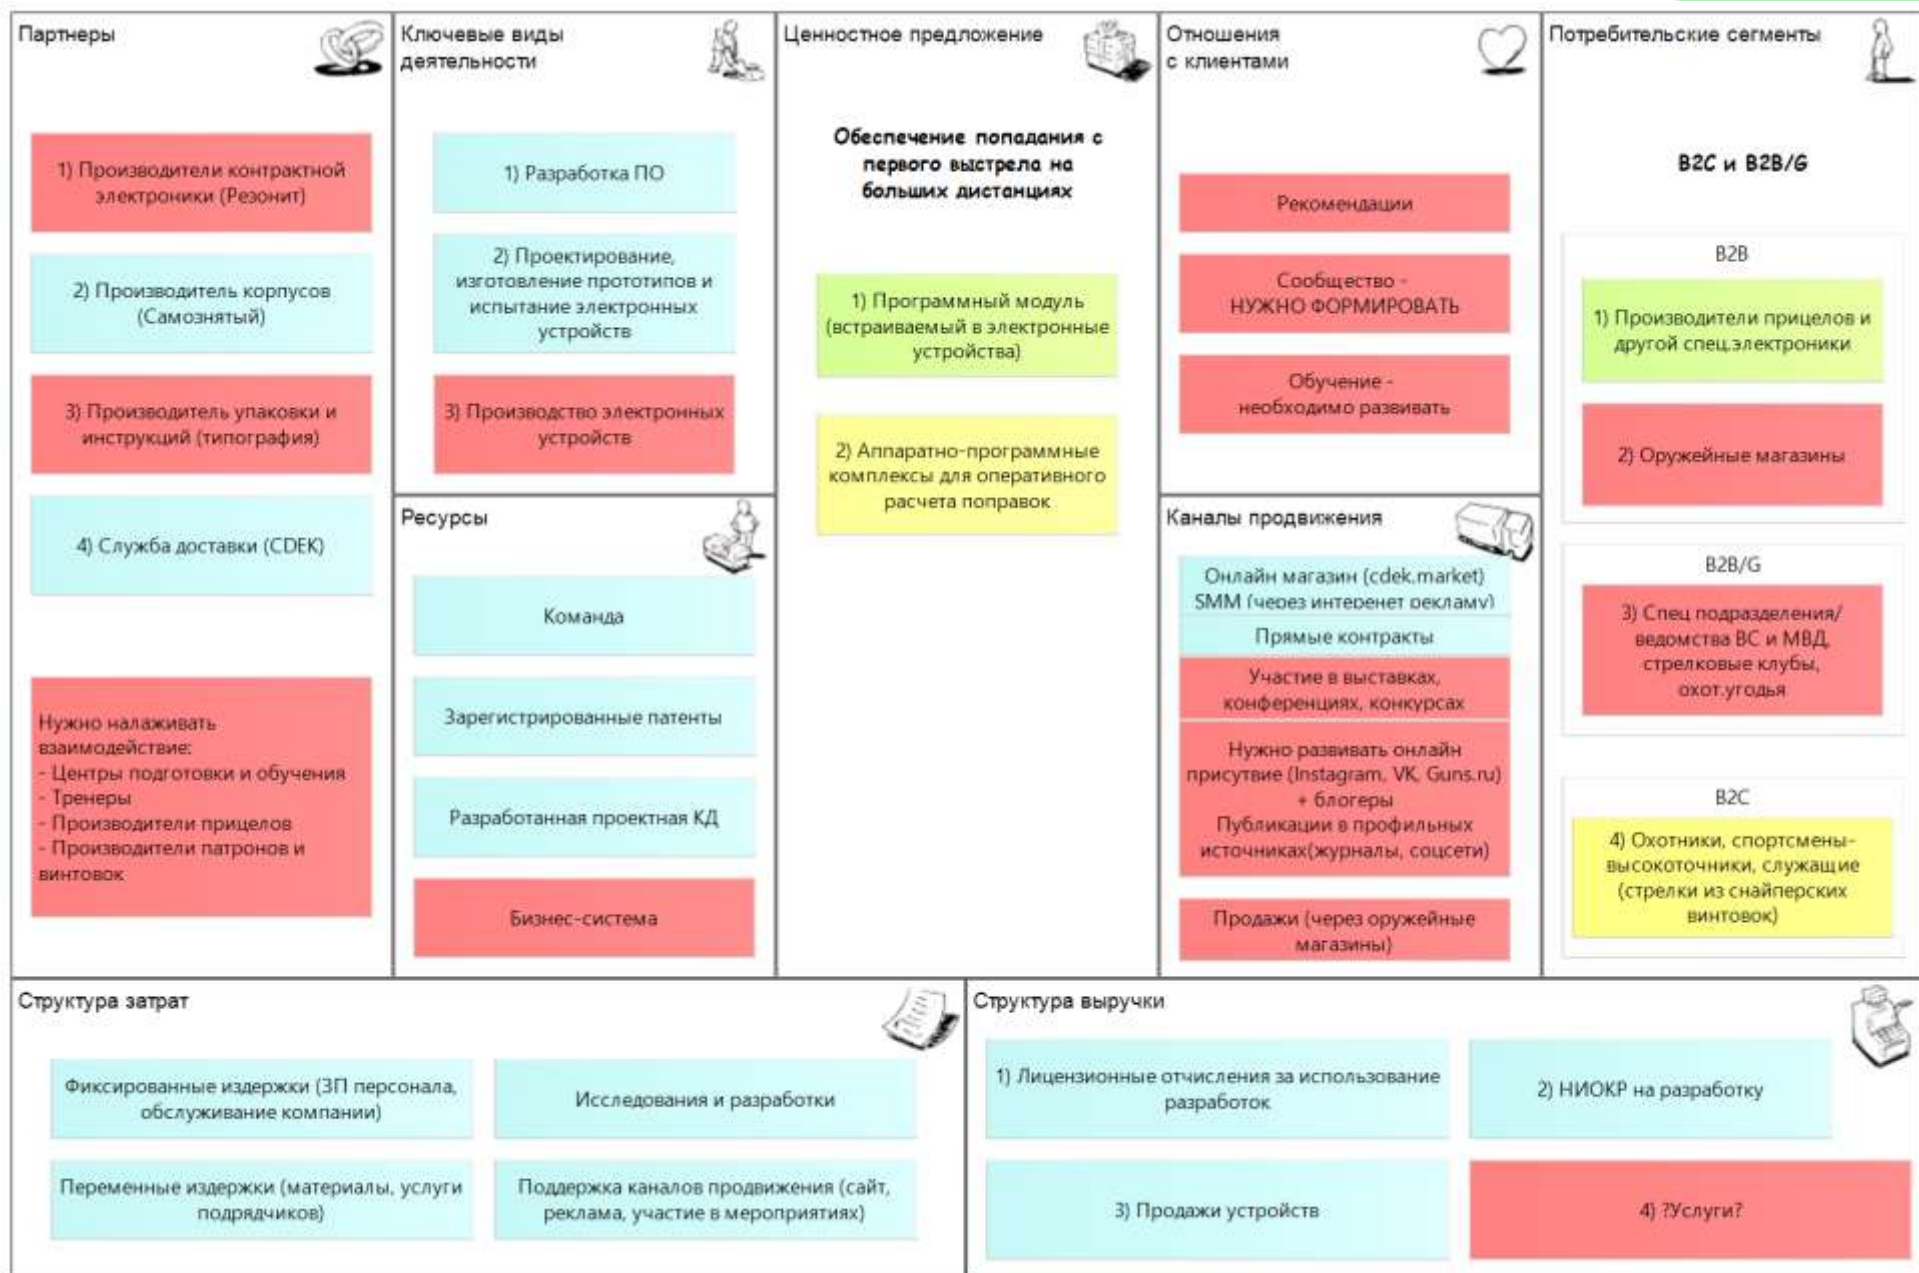 Партнеры
1) Производители контрактной
электроники (Резонит)
2) Производитель корпусов
(Самознятый)
3) Производитель упаковки и
инструкций (типография)
4) Служба доставки (CDEK)
Нужно налаживать
взаимодействие:
- Центры подготовки и обучения
- Тренеры
- Производители прицелов
- Производители патронов и
винтовок
Ключевые виды
деятельности
1) Разработка ПО
2) Проектирование,
изготовление прототипов и
испытание электронных
устройств
3) Производство электронных
устройств
Ресурсы
Команда
Зарегистрированные патенты
Разработанная проектная КД
Бизнес-система
Ценностное предложение
Обеспечение попадания с
первого выстрела на
больших дистанциях
1) Программный модуль
(встраиваемый в электронные
устройства)
2) Аппаратно-программные
комплексы для оперативного
расчета поправок
Отношения
с клиентами
Рекомендации
Сообщество -
НУЖНО ФОРМИРОВАТЬ
Обучение -
необходимо развивать
Каналы продвижения
Онлайн магазин (cdek.market)
SMM (через интеренет рекламу)
Прямые контракты
Участие в выставках,
конференциях, конкурсах
Нужно развивать онлайн
присутвие (Instagram, VK, Guns.ru)
+ блогеры
Публикации в профильных
источниках(журналы, соцсети)
Продажи (через оружейные
магазины)
Потребительские сегменты
B2C и B2B/G
B2B
1) Производители прицелов и
другой спец.электроники
2) Оружейные магазины
B2B/G
3) Спец подразделения/
ведомства ВС и МВД,
стрелковые клубы,
охот.угодья
B2C
4) Охотники, спортсмены-
высокоточники, служащие
(стрелки из снайперских
винтовок)
Структура затрат
Фиксированные издержки (ЗП персонала,
обслуживание компании)
Исследования и разработки
Переменные издержки (материалы, услуги
подрядчиков)
Поддержка каналов продвижения (сайт,
реклама, участие в мероприятиях)
Структура выручки
1) Лицензионные отчисления за использование
разработок
2) НИОКР на разработку
3) Продажи устройств
4) ?Услуги?